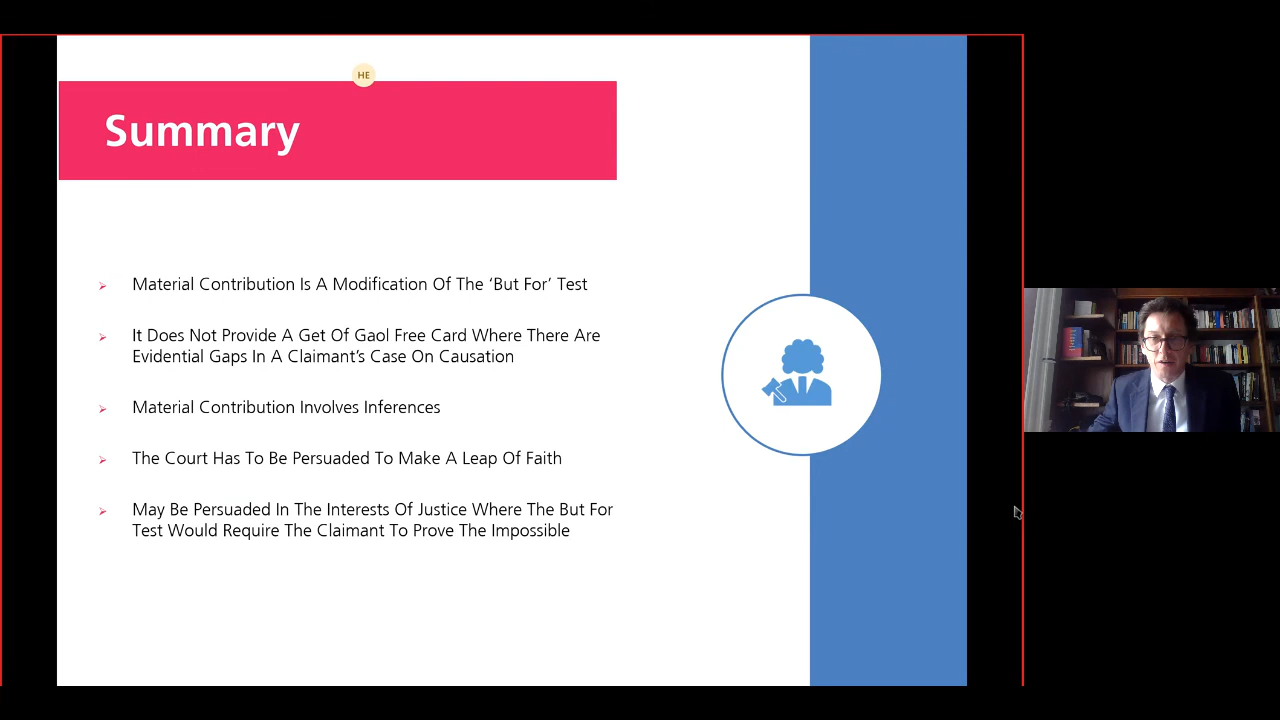 HE
Summary
Material Contribution Is A Modification Of The ‘But For’ Test
It Does Not Provide A Get Of Gaol Free Card Where There Are
Evidential Gaps In A Claimant’s Case On Causation
Material Contribution Involves Inferences
The Court Has To Be Persuaded To Make A Leap Of Faith
May Be Persuaded In The Interests Of Justice Where The But For
Test Would Require The Claimant To Prove The Impossible